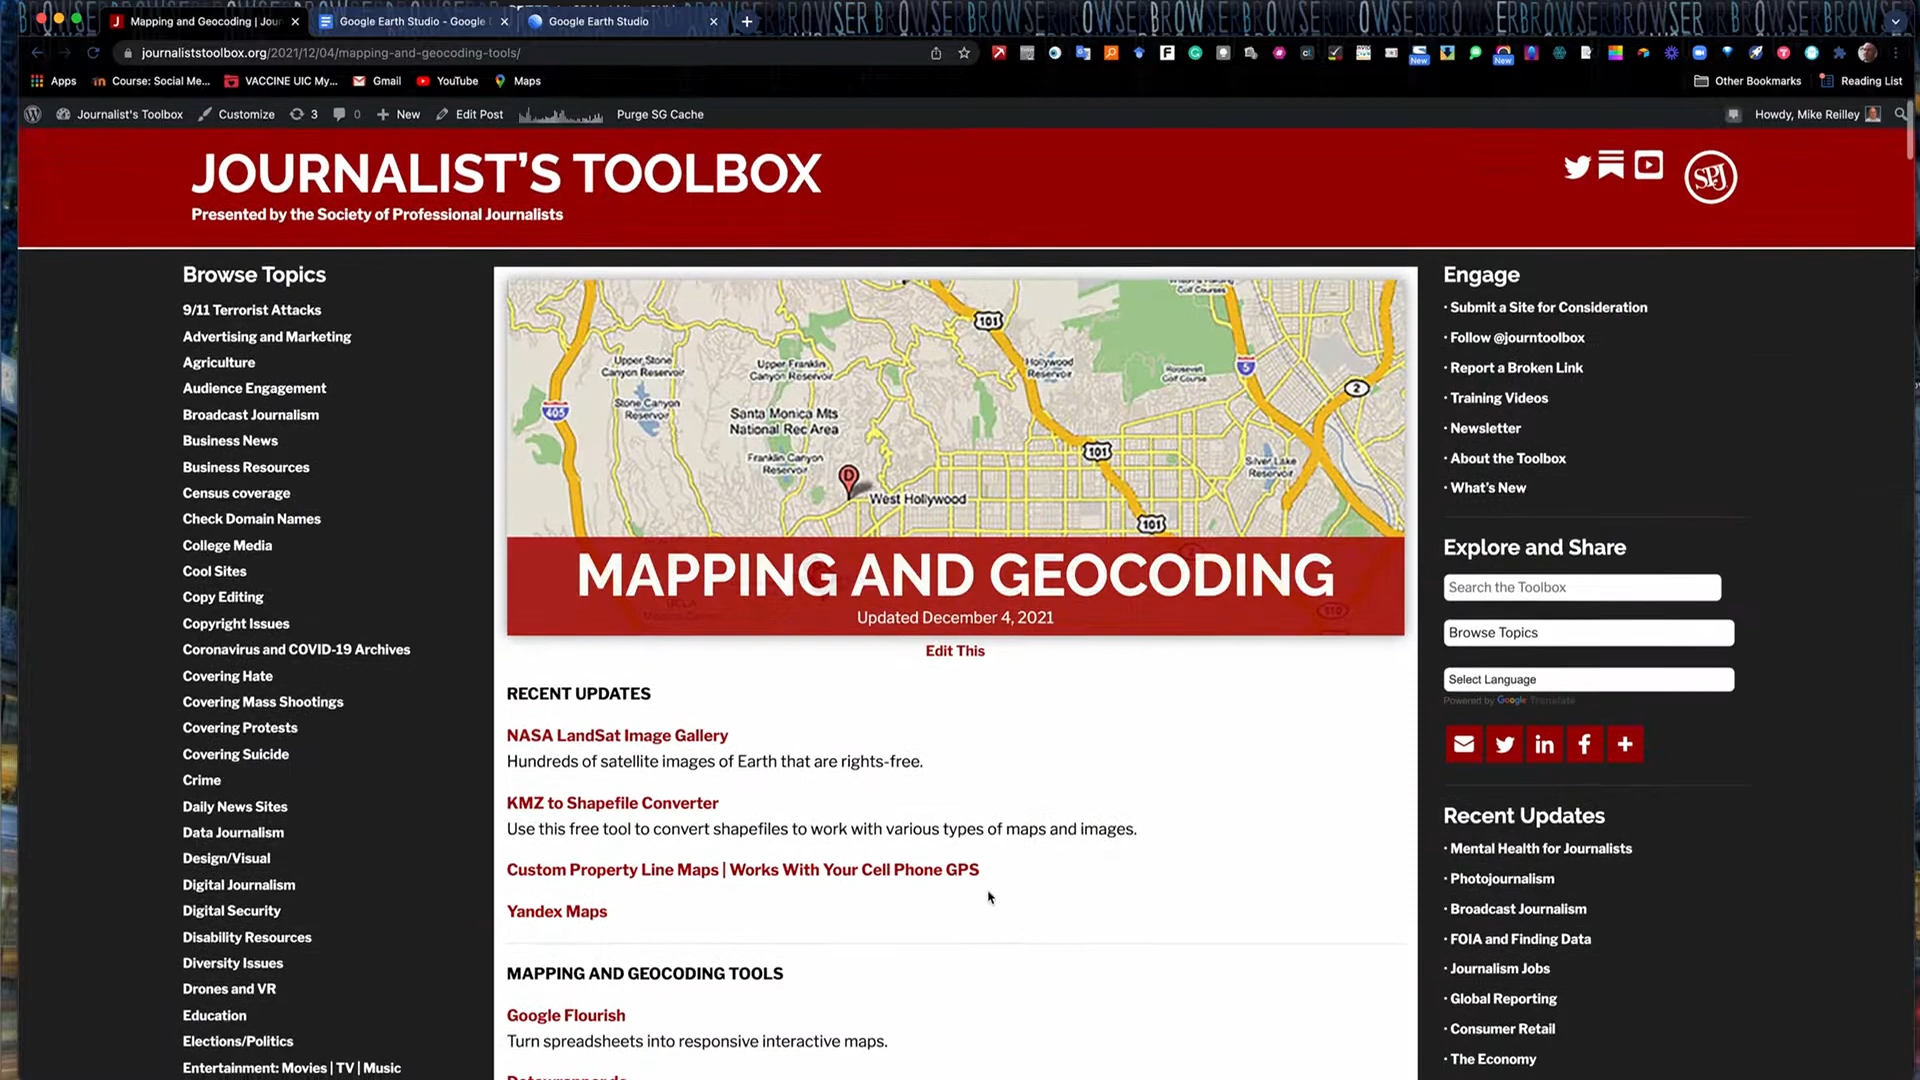 Mapping and Geocoding | Jour
Google Earth Studio - Google D
Google Earth Studio
journaliststoolbox.org/2021/12/04/mapping-and-geocoding-tools/
New
New
Apps
Course: Social Me...
VACCINE UIC My...
Gmail
YouTube
Maps
Other Bookmarks
Reading List
Journal's Toolbox
Customize
3
0
New
Edit Post
Purge SG Cache
Howdy, Mike Reilley
JOURNALIST'S TOOLBOX
Presented by the Society of Professional Journalists
SPJ
Browse Topics
9/11 Terrorist Attacks
Advertising and Marketing
Agriculture
Audience Engagement
Broadcast Journalism
Business News
Business Resources
Census coverage
Check Domain Names
College Media
Cool Sites
Copy Editing
Copyright Issues
Coronavirus and COVID-19 Archives
Covering Hate
Covering Mass Shootings
Covering Protests
Covering Suicide
Crime
Daily News Sites
Data Journalism
Design/Visual
Digital Journalism
Digital Security
Disability Resources
Diversity Issues
Drones and VR
Education
Elections/Politics
Entertainment: Movies | TV | Music
Golf Courses
101
Upper Stone
Canyon Reservoir
Upper Franklin
Canyon Reservoir
Hollywood
Reservoir
Roosevelt
Golf Course
5
2
405
Stone Canyon
Reservoir
Santa Monica Mts
National Rec Area
Franklin Canyon
Reservoir
101
Silver Lake
Reservoir
D
West Hollywood
101
MAPPING AND GEOCODING
Updated December 4, 2021
Edit This
RECENT UPDATES
NASA LandSat Image Gallery
Hundreds of satellite images of Earth that are rights-free.
KMZ to Shapefile Converter
Use this free tool to convert shapefiles to work with various types of maps and images.
Custom Property Line Maps | Works With Your Cell Phone GPS
Yandex Maps
MAPPING AND GEOCODING TOOLS
Google Flourish
Turn spreadsheets into responsive interactive maps.
Engage
· Submit a Site for Consideration
· Follow @journtoolbox
· Report a Broken Link
· Training Videos
· Newsletter
· About the Toolbox
· What's New
Explore and Share
Search the Toolbox
Browse Topics
Select Language
Powered by Google Translate
Recent Updates
· Mental Health for Journalists
· Photojournalism
· Broadcast Journalism
· FOIA and Finding Data
· Journalism Jobs
· Global Reporting
· Consumer Retail
· The Economy